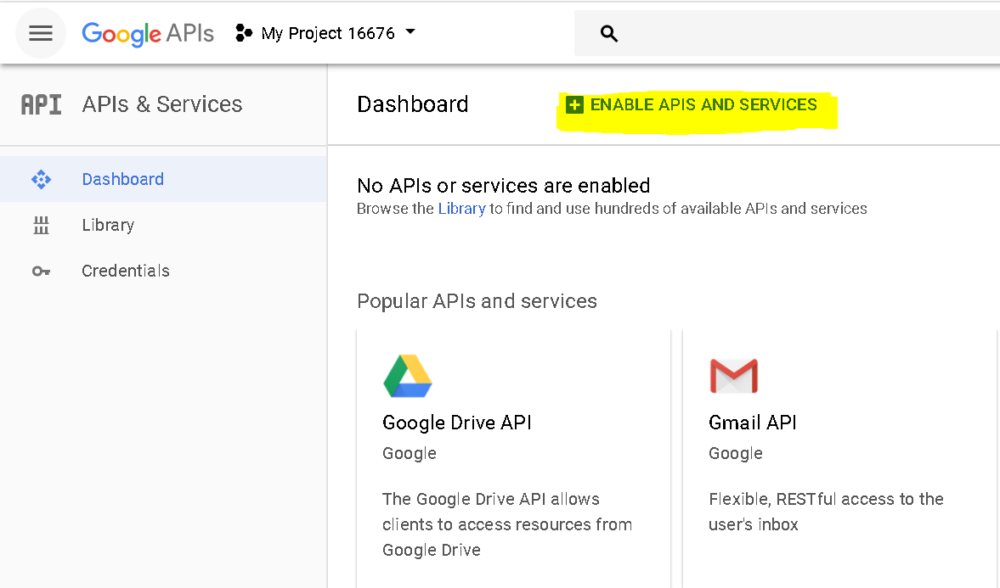 Google APIs
My Project 16676
API
APIs & Services
Dashboard
Library
Credentials
Dashboard
ENABLE APIS AND SERVICES
No APIs or services are enabled
Browse the Library to find and use hundreds of available APIs and services
Popular APIs and services
Google Drive API
Google
The Google Drive API allows
clients to access resources from
Google Drive
Gmail API
Google
Flexible, RESTful access to the
user's inbox